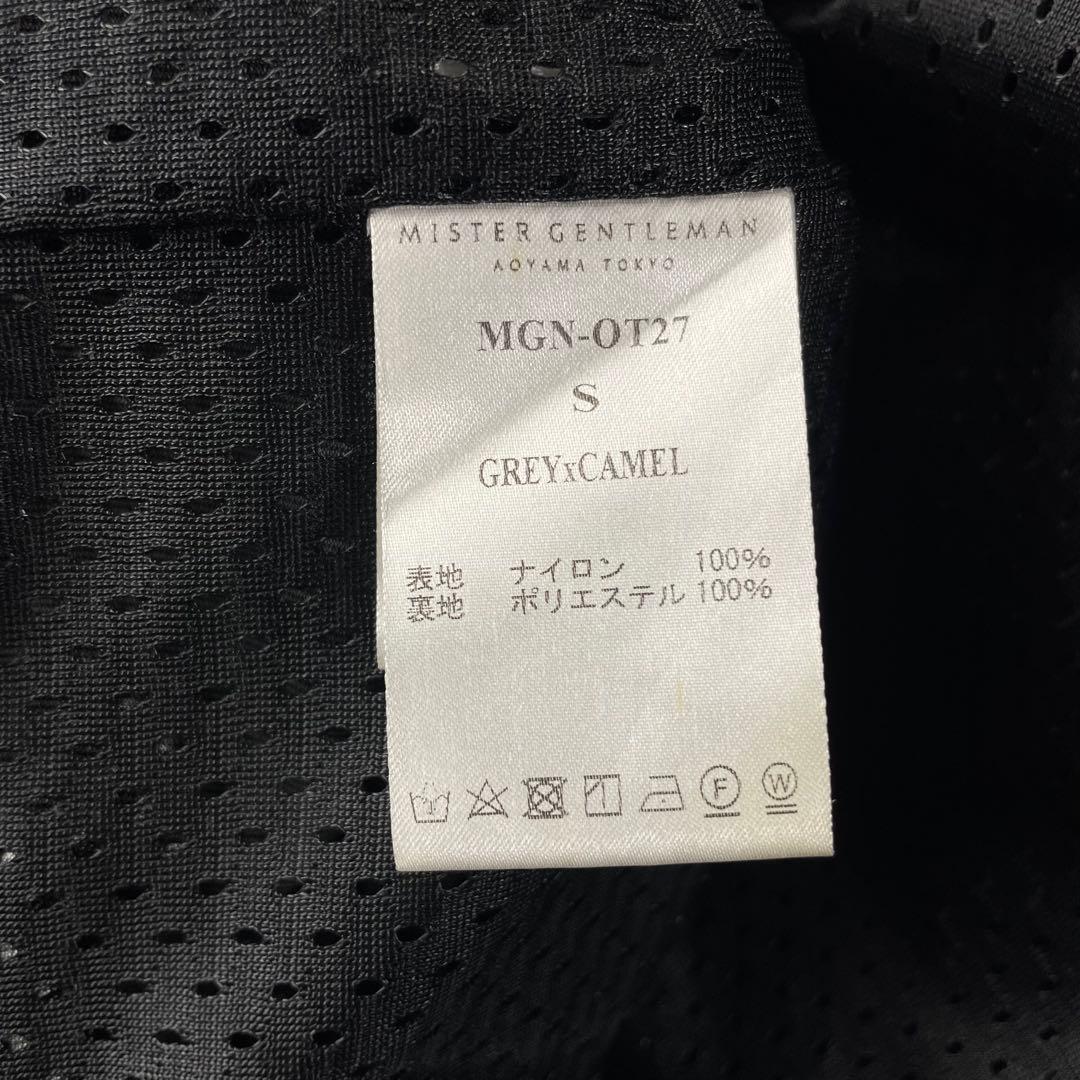 MISTER GENTLEMAN
AOYAMA TOKYO
MGN-OT27
S
GREYxCAMEL
表地 ナイロン 100%
裏地 ポリエステル 100%
F W